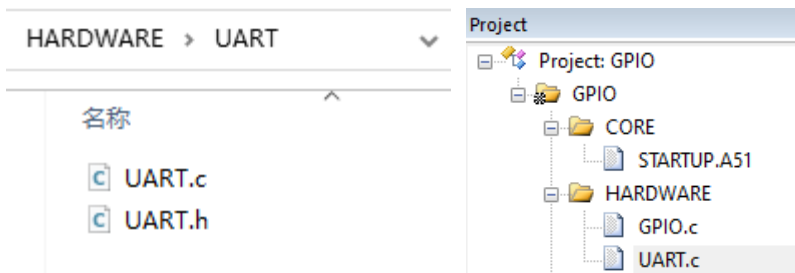 HARDWARE > UART
名称
UART.c
UART.h
Project
Project: GPIO
GPIO
CORE
STARTUP.A51
HARDWARE
GPIO.c
UART.c